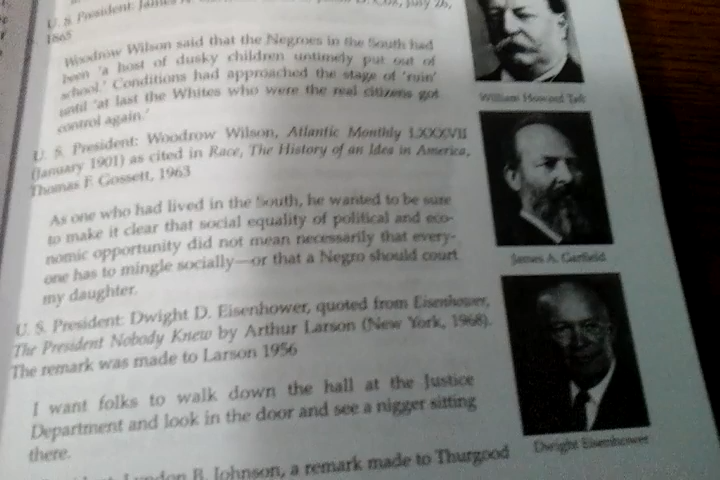 U. S. President: James A.
July 26,
1865
Woodrow Wilson said that the Negroes in the South had
been 'a host of dusky children untimely put out of
school.' Conditions had approached the stage of 'ruin'
until 'at last the Whites who were the real citizens got
control again.'
U. S. President: Woodrow Wilson, Atlantic Monthly LXXXVII
(January 1901) as cited in Race, The History of an Idea in America,
Thomas F. Gossett, 1963
As one who had lived in the South, he wanted to be sure
to make it clear that social equality of political and eco-
nomic opportunity did not mean necessarily that every-
one has to mingle socially—or that a Negro should court
my daughter.
U. S. President: Dwight D. Eisenhower, quoted from Eisenhower,
The President Nobody Knew by Arthur Larson (New York, 1968).
The remark was made to Larson 1956
I want folks to walk down the hall at the Justice
Department and look in the door and see a nigger sitting
there.
Lyndon B. Johnson, a remark made to Thurgood
William Howard Taft
James A. Garfield
Dwight Eisenhower